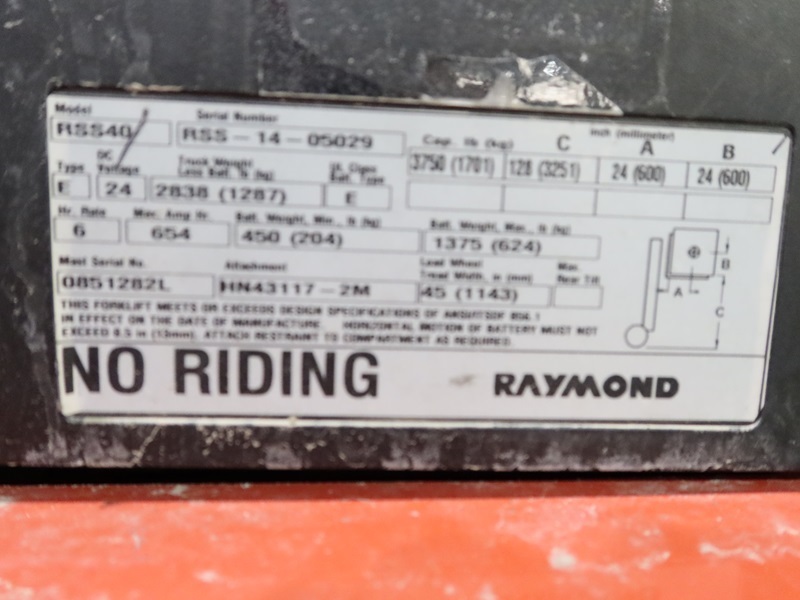 Model Serial Number
RSS40 RSS-14-05029 Cap. lb (kg) C inch (millimeter) A B
3750 (1701) 128 (3251) 24 (600) 24 (600)
Type DC Voltage Truck Weight Less Batt. lb (kg) UL Class Batt. Type
E 24 2838 (1287) E
Hr. Rate Max. Amp Hr. Batt. Weight, Min., lb (kg) Batt. Weight, Max., lb (kg)
6 654 450 (204) 1375 (624)
Mast Serial No. Attachment Load Wheel Tread Width, in (mm) Max. Rear Tilt
0851282L HN43117-2M 45 (1143)
A B C
THIS FORKLIFT MEETS OR EXCEEDS DESIGN SPECIFICATIONS OF ANSI/ITSDF B56.1
IN EFFECT ON THE DATE OF MANUFACTURE. HORIZONTAL MOTION OF BATTERY MUST NOT
EXCEED 0.5 in (13mm). ATTACH RESTRAINT TO COMPARTMENT AS REQUIRED.
NO RIDING RAYMOND